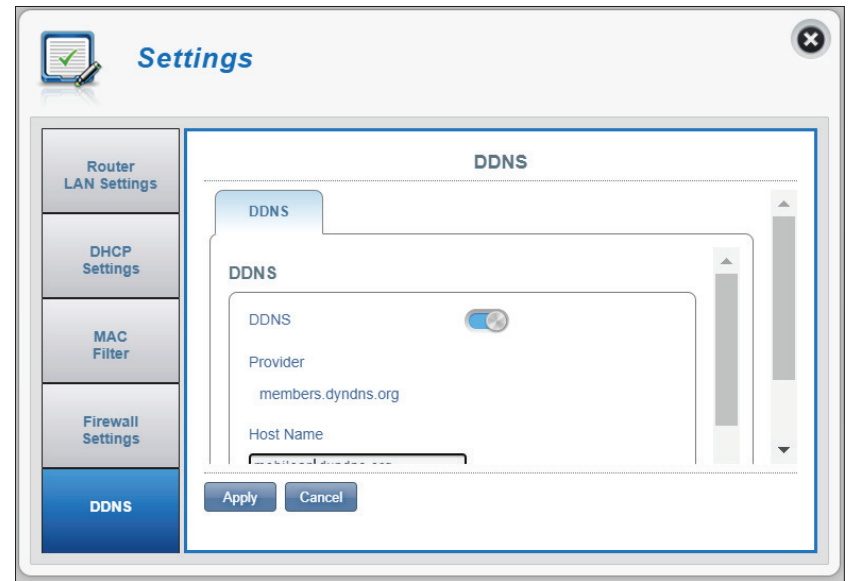 Settings
Router
LAN Settings
DHCP
Settings
MAC
Filter
Firewall
Settings
DDNS
DDNS
DDNS
DDNS
DDNS
Provider
members.dyndns.org
Host Name
Apply
Cancel